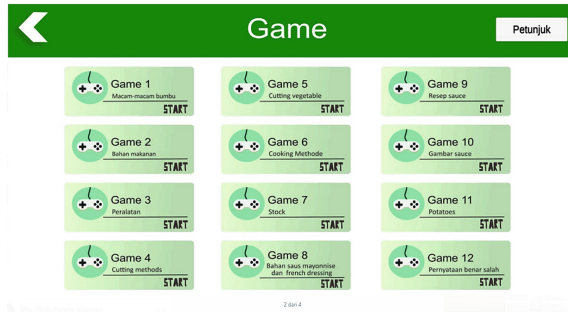 Game
Petunjuk
Game 1
Macam-macam bumbu
START
Game 2
Bahan makanan
START
Game 3
Peralatan
START
Game 4
Cutting methods
START
Game 5
Cutting vegetable
START
Game 6
Cooking Methode
START
Game 7
Stock
START
Game 8
Bahan saus mayonnise
dan french dressing
START
Game 9
Resep sauce
START
Game 10
Gambar sauce
START
Game 11
Potatoes
START
Game 12
Pernyataan benar salah
START
2 dari 4